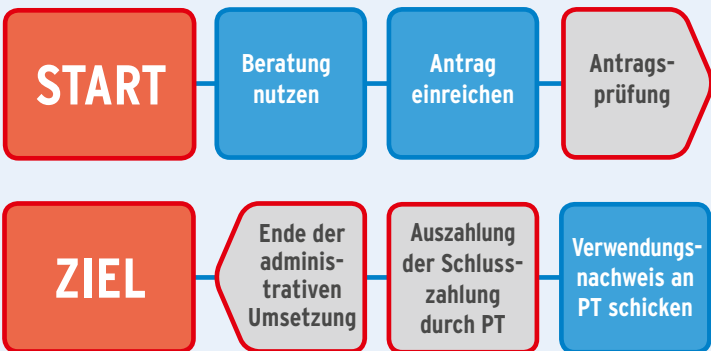 START
Beratung
nutzen
Antrag
einreichen
Antrags-
prüfung
ZIEL
Ende der
adminis-
trativen
Umsetzung
Auszahlung
der Schluss-
zahlung
durch PT
Verwendungs-
nachweis an
PT schicken